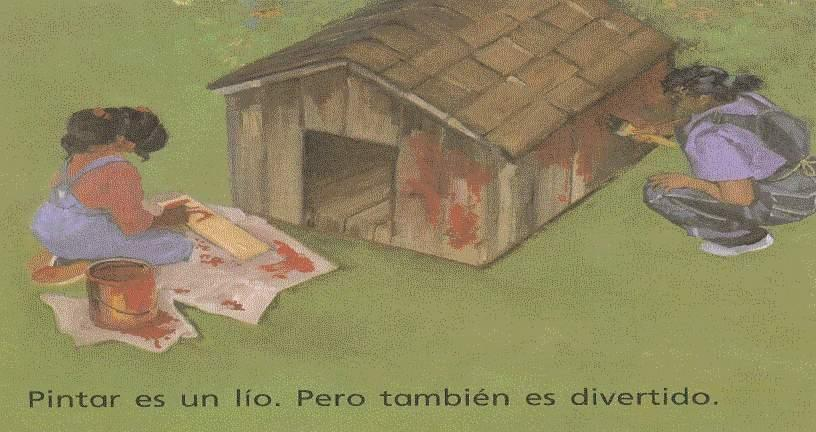 Pintar es un lío. Pero también es divertido.